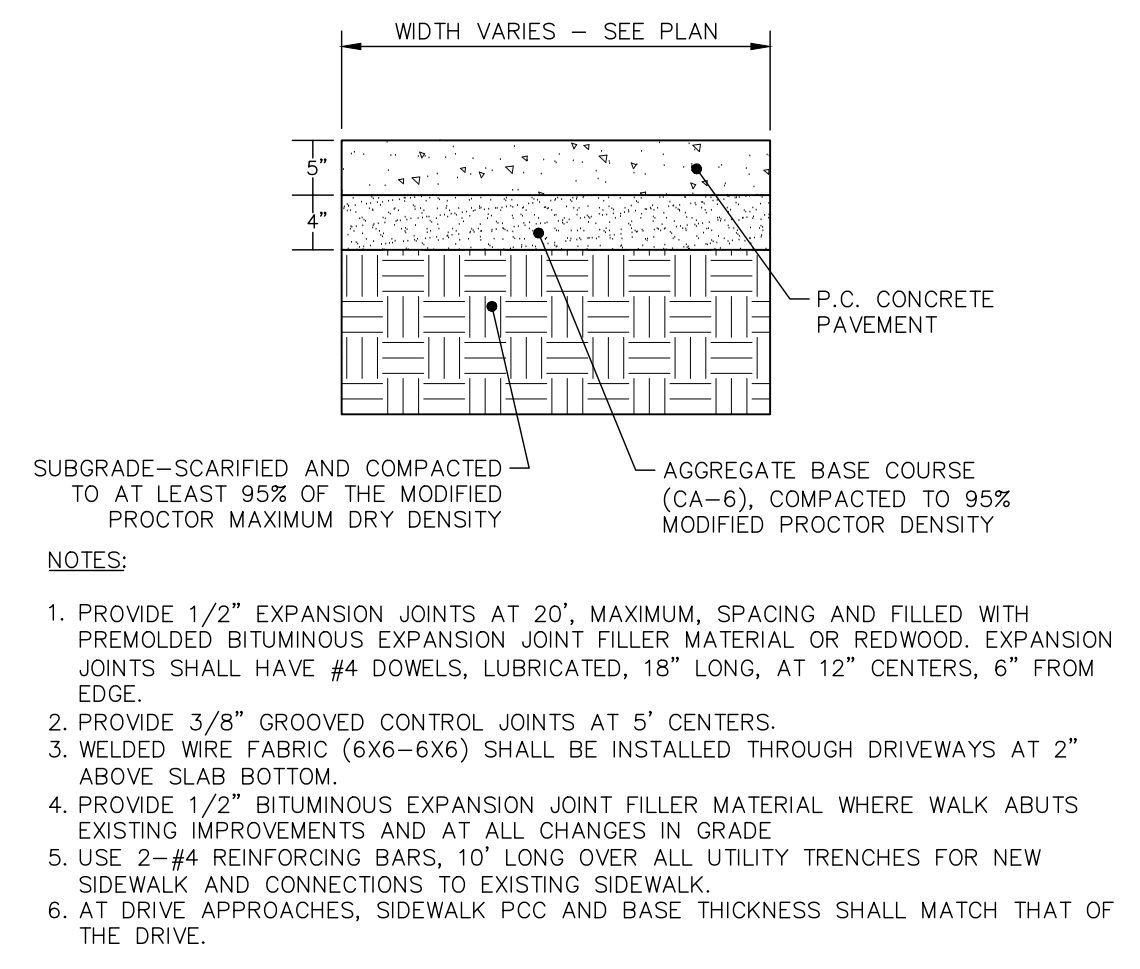 WIDTH VARIES – SEE PLAN
5"
4"
P.C. CONCRETE
PAVEMENT
SUBGRADE–SCARIFIED AND COMPACTED
TO AT LEAST 95% OF THE MODIFIED
PROCTOR MAXIMUM DRY DENSITY
AGGREGATE BASE COURSE
(CA–6), COMPACTED TO 95%
MODIFIED PROCTOR DENSITY
NOTES:
1. PROVIDE 1/2" EXPANSION JOINTS AT 20', MAXIMUM, SPACING AND FILLED WITH
PREMOLDED BITUMINOUS EXPANSION JOINT FILLER MATERIAL OR REDWOOD. EXPANSION
JOINTS SHALL HAVE #4 DOWELS, LUBRICATED, 18" LONG, AT 12" CENTERS, 6" FROM
EDGE.
2. PROVIDE 3/8" GROOVED CONTROL JOINTS AT 5' CENTERS.
3. WELDED WIRE FABRIC (6X6–6X6) SHALL BE INSTALLED THROUGH DRIVEWAYS AT 2"
ABOVE SLAB BOTTOM.
4. PROVIDE 1/2" BITUMINOUS EXPANSION JOINT FILLER MATERIAL WHERE WALK ABUTS
EXISTING IMPROVEMENTS AND AT ALL CHANGES IN GRADE
5. USE 2–#4 REINFORCING BARS, 10' LONG OVER ALL UTILITY TRENCHES FOR NEW
SIDEWALK AND CONNECTIONS TO EXISTING SIDEWALK.
6. AT DRIVE APPROACHES, SIDEWALK PCC AND BASE THICKNESS SHALL MATCH THAT OF
THE DRIVE.